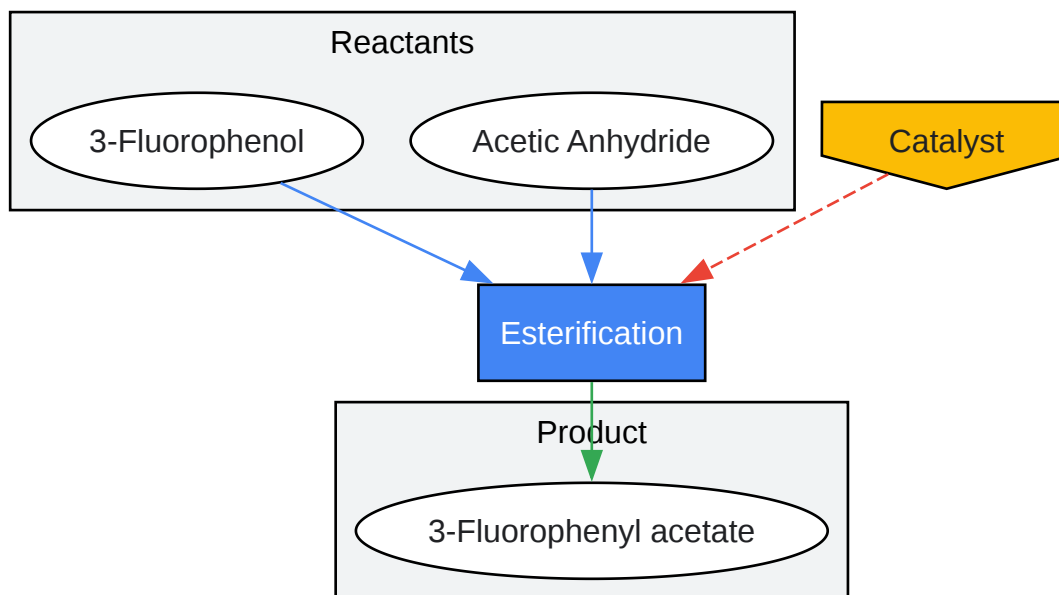 Reactants
3-Fluorophenol
Acetic Anhydride
Catalyst
Esterification
Product
3-Fluorophenyl acetate